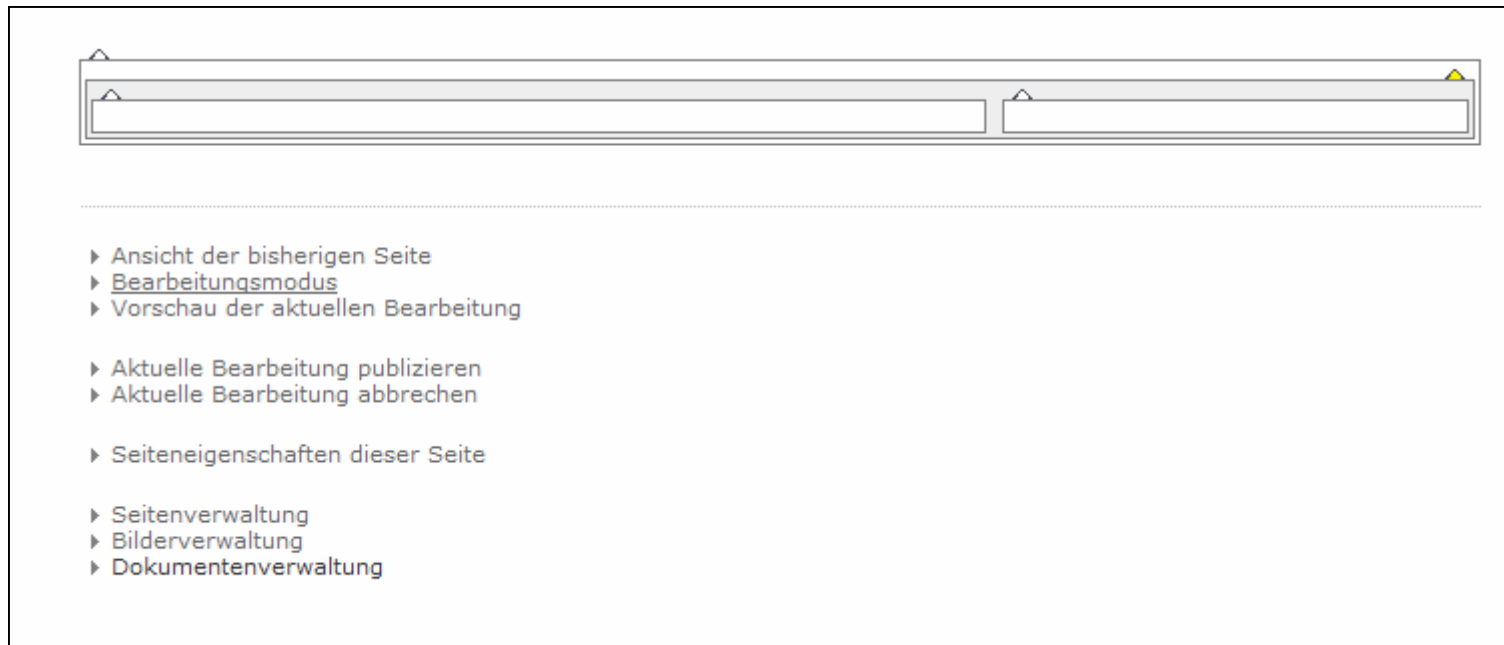 Ansicht der bisherigen Seite
Bearbeitungsmodus
Vorschau der aktuellen Bearbeitung
Aktuelle Bearbeitung publizieren
Aktuelle Bearbeitung abbrechen
Seiteneigenschaften dieser Seite
Seitenverwaltung
Bilderverwaltung
Dokumentenverwaltung